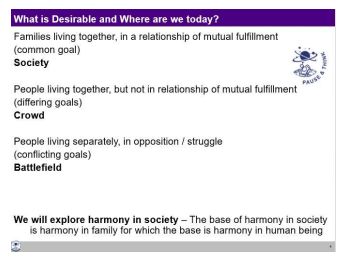 What is Desirable and Where are we today?
Families living together, in a relationship of mutual fulfillment
(common goal)
Society
PAUSE & THINK
People living together, but not in relationship of mutual fulfillment
(differing goals)
Crowd
People living separately, in opposition / struggle
(conflicting goals)
Battlefield
We will explore harmony in society – The base of harmony in society
is harmony in family for which the base is harmony in human being